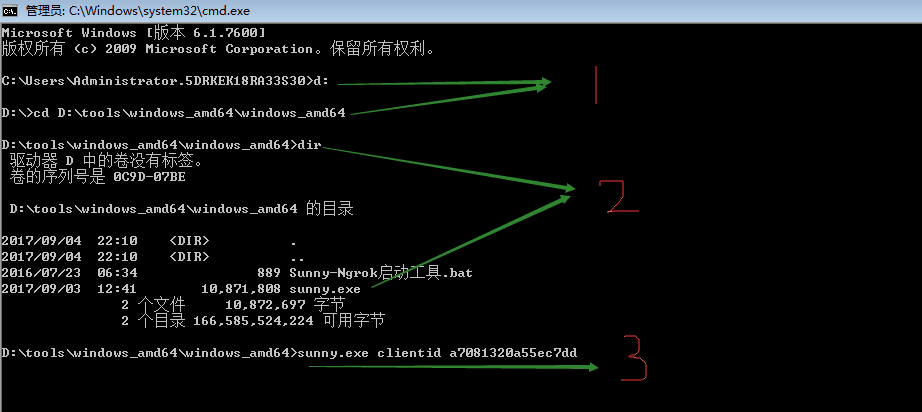 管理员: C:\Windows\system32\cmd.exe
Microsoft Windows [版本 6.1.7600]
版权所有 (c) 2009 Microsoft Corporation。保留所有权利。
C:\Users\Administrator.5DRKEK18RA33S30>d:
1
D:\>cd D:\tools\windows_amd64\windows_amd64
D:\tools\windows_amd64\windows_amd64>dir
驱动器 D 中的卷没有标签。
卷的序列号是 0C9D-07BE
2
D:\tools\windows_amd64\windows_amd64 的目录
2017/09/04 22:10 <DIR> .
2017/09/04 22:10 <DIR> ..
2016/07/23 06:34 889 Sunny-Ngrok启动工具.bat
2017/09/03 12:41 10,871,808 sunny.exe
2 个文件 10,872,697 字节
2 个目录 166,585,524,224 可用字节
D:\tools\windows_amd64\windows_amd64>sunny.exe clientid a7081320a55ec7dd
3